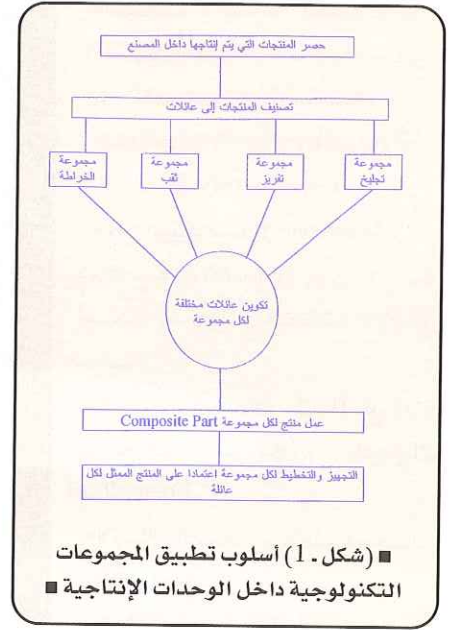 حصر المنتجات التي يتم إنتاجها داخل المصنع
تصنيف المنتجات إلى عائلات
مجموعة
تجليخ
مجموعة
تفريز
مجموعة
ثقب
مجموعة
الخراطة
تكوين عائلات مختلفة
لكل مجموعة
عمل منتج لكل مجموعة Composite Part
التجهيز والتخطيط لكل مجموعة إعتمادا على المنتج الممثل لكل
عائلة
■ (شكل ـ 1) أسلوب تطبيق المجموعات
التكنولوجية داخل الوحدات الإنتاجية ■